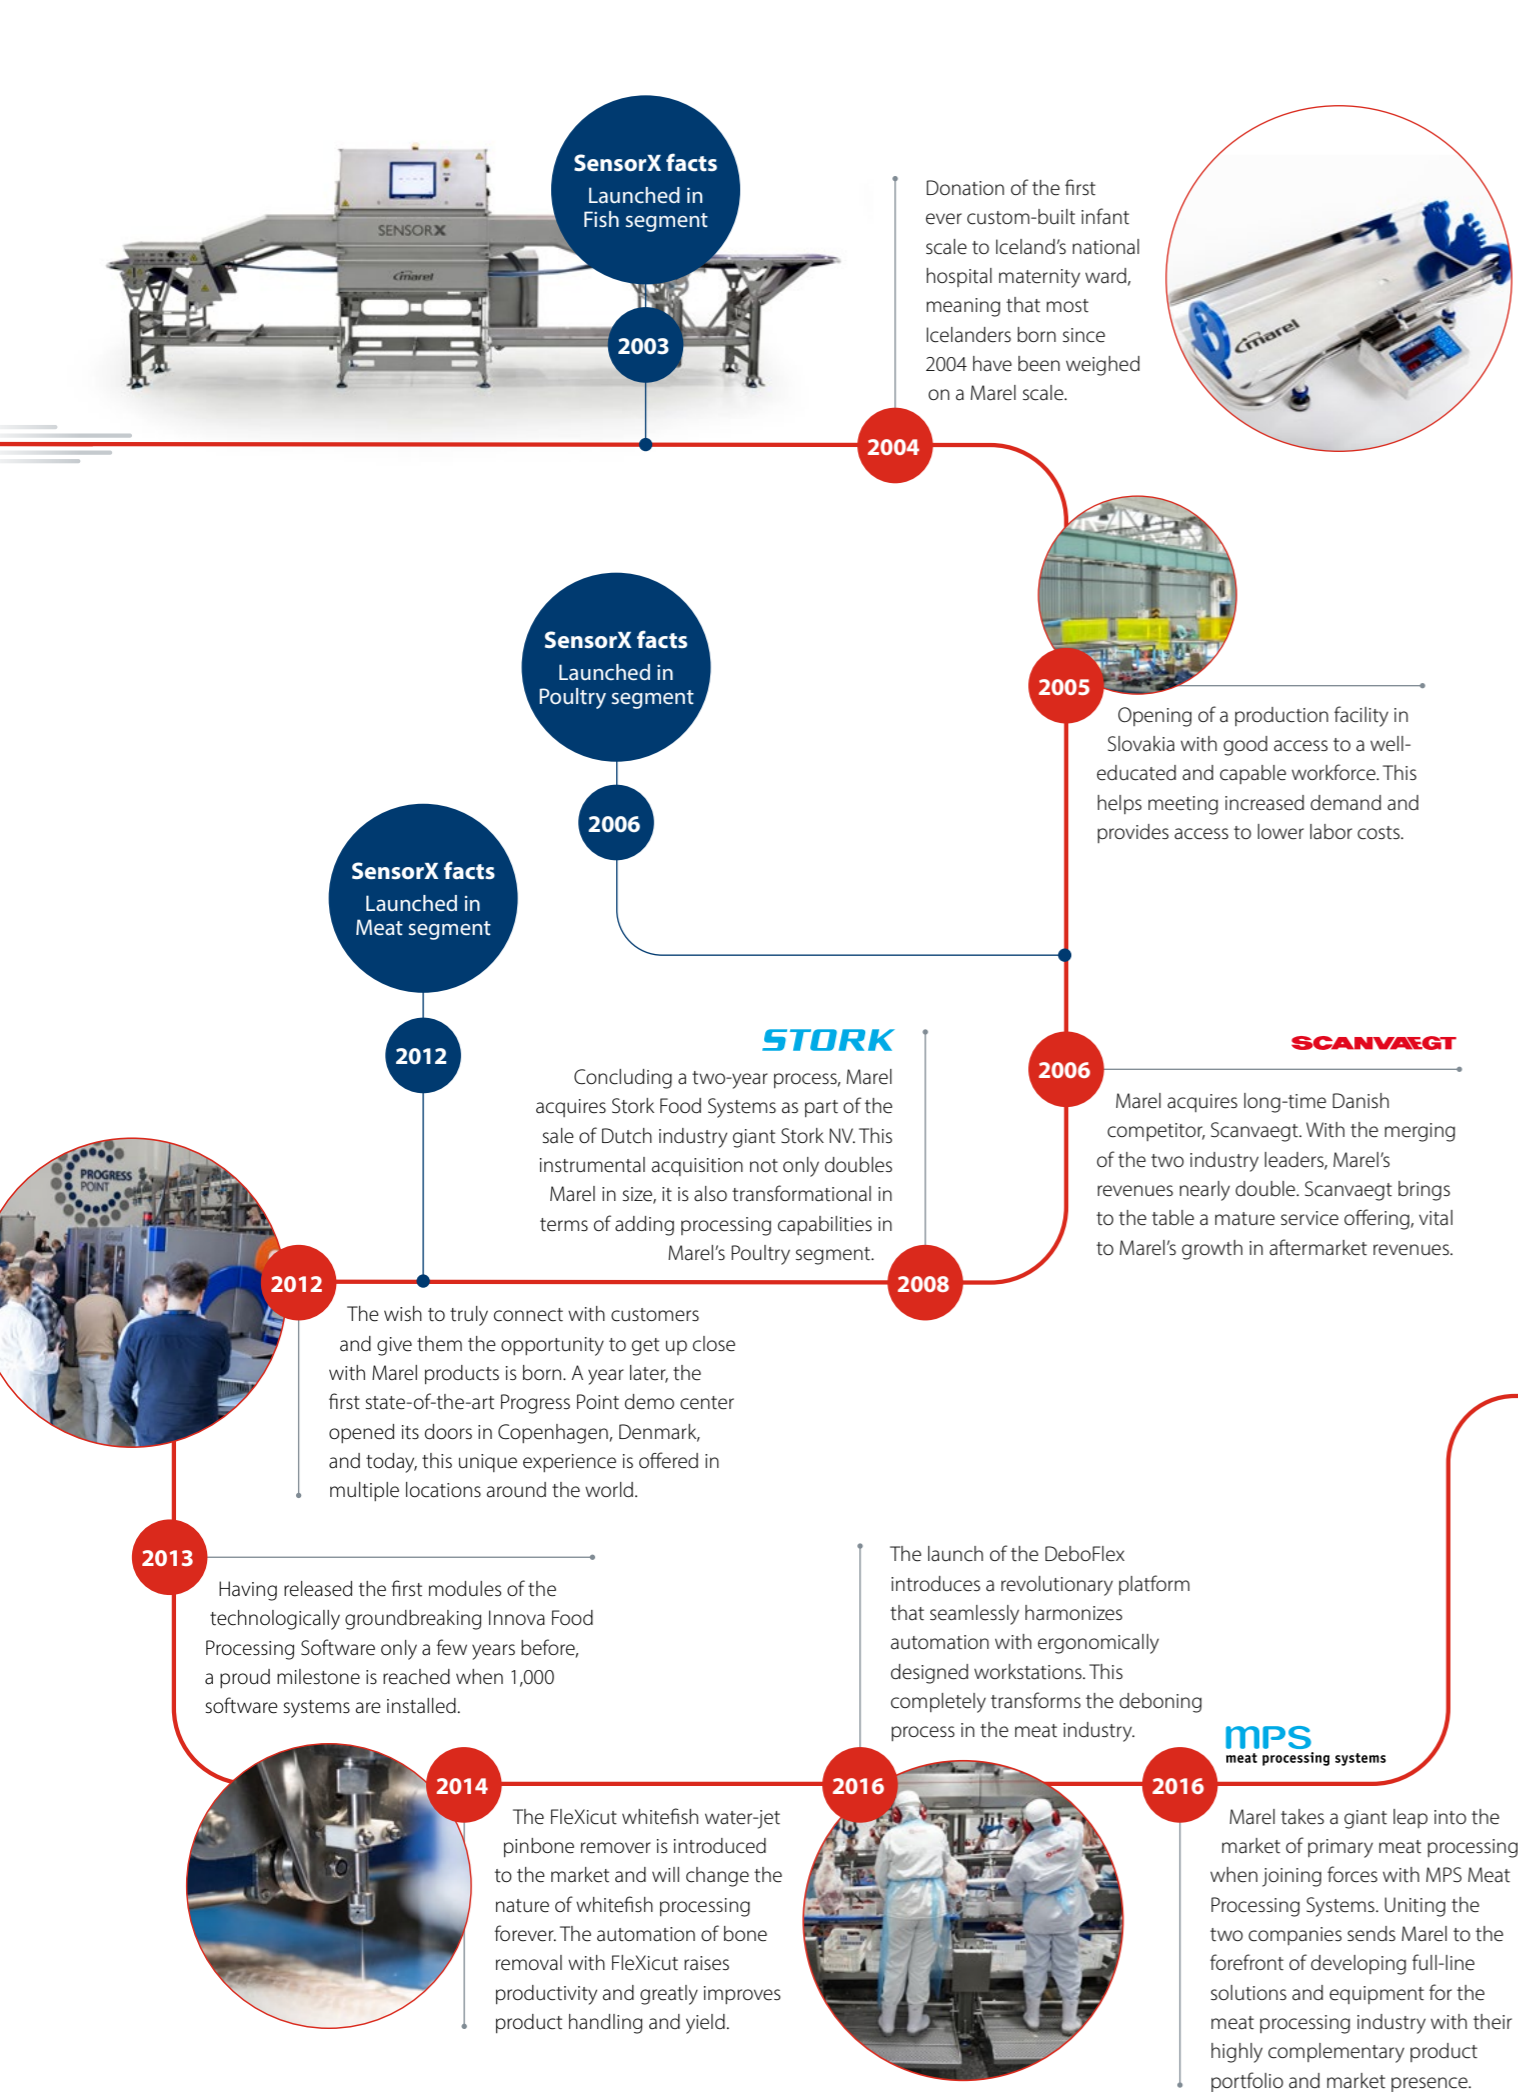 SensorX facts
Launched in
Fish segment
SENSORX
marel
2003
Donation of the first
ever custom-built infant
scale to Iceland's national
hospital maternity ward,
meaning that most
Icelanders born since
2004 have been weighed
on a Marel scale.
marel
2004
2005
Opening of a production facility in
Slovakia with good access to a well-
educated and capable workforce. This
helps meeting increased demand and
provides access to lower labor costs.
SensorX facts
Launched in
Poultry segment
2006
SensorX facts
Launched in
Meat segment
2012
2006
SCANVAEGT
Marel acquires long-time Danish
competitor, Scanvaegt. With the merging
of the two industry leaders, Marel's
revenues nearly double. Scanvaegt brings
to the table a mature service offering, vital
to Marel's growth in aftermarket revenues.
STORK
Concluding a two-year process, Marel
acquires Stork Food Systems as part of the
sale of Dutch industry giant Stork NV. This
instrumental acquisition not only doubles
Marel in size, it is also transformational in
terms of adding processing capabilities in
Marel's Poultry segment.
2008
PROGRESS
POINT
2012
The wish to truly connect with customers
and give them the opportunity to get up close
with Marel products is born. A year later, the
first state-of-the-art Progress Point demo center
opened its doors in Copenhagen, Denmark,
and today, this unique experience is offered in
multiple locations around the world.
2013
Having released the first modules of the
technologically groundbreaking Innova Food
Processing Software only a few years before,
a proud milestone is reached when 1,000
software systems are installed.
2014
The FleXicut whitefish water-jet
pinbone remover is introduced
to the market and will change the
nature of whitefish processing
forever. The automation of bone
removal with FleXicut raises
productivity and greatly improves
product handling and yield.
The launch of the DeboFlex
introduces a revolutionary platform
that seamlessly harmonizes
automation with ergonomically
designed workstations. This
completely transforms the deboning
process in the meat industry.
2016
mps
meat processing systems
2016
Marel takes a giant leap into the
market of primary meat processing
when joining forces with MPS Meat
Processing Systems. Uniting the
two companies sends Marel to the
forefront of developing full-line
solutions and equipment for the
meat processing industry with their
highly complementary product
portfolio and market presence.